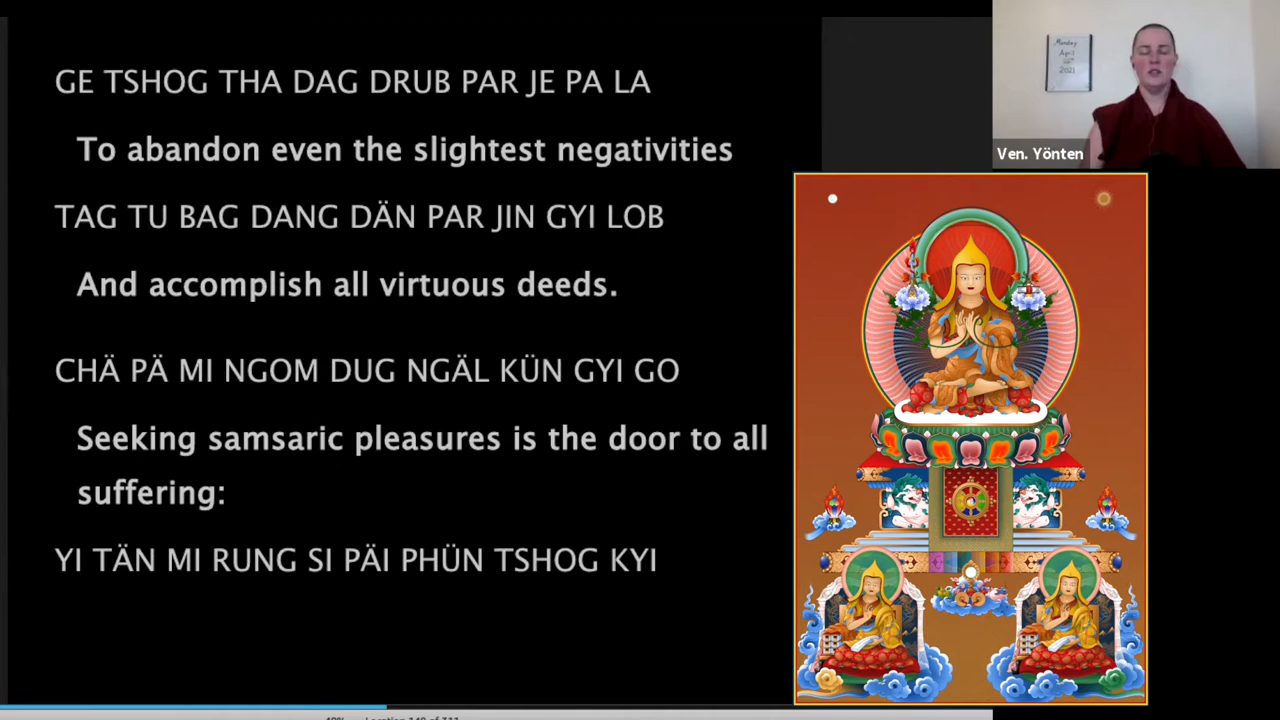 GE TSHOG THA DAG DRUB PAR JE PA LA
To abandon even the slightest negativities
TAG TU BAG DANG DÄN PAR JIN GYI LOB
And accomplish all virtuous deeds.
CHÄ PÄ MI NGOM DUG NGÄL KÜN GYI GO
Seeking samsaric pleasures is the door to all
suffering:
YI TÄN MI RUNG SI PÄI PHÜN TSHOG KYI
Monday
April
2021
Ven. Yönten